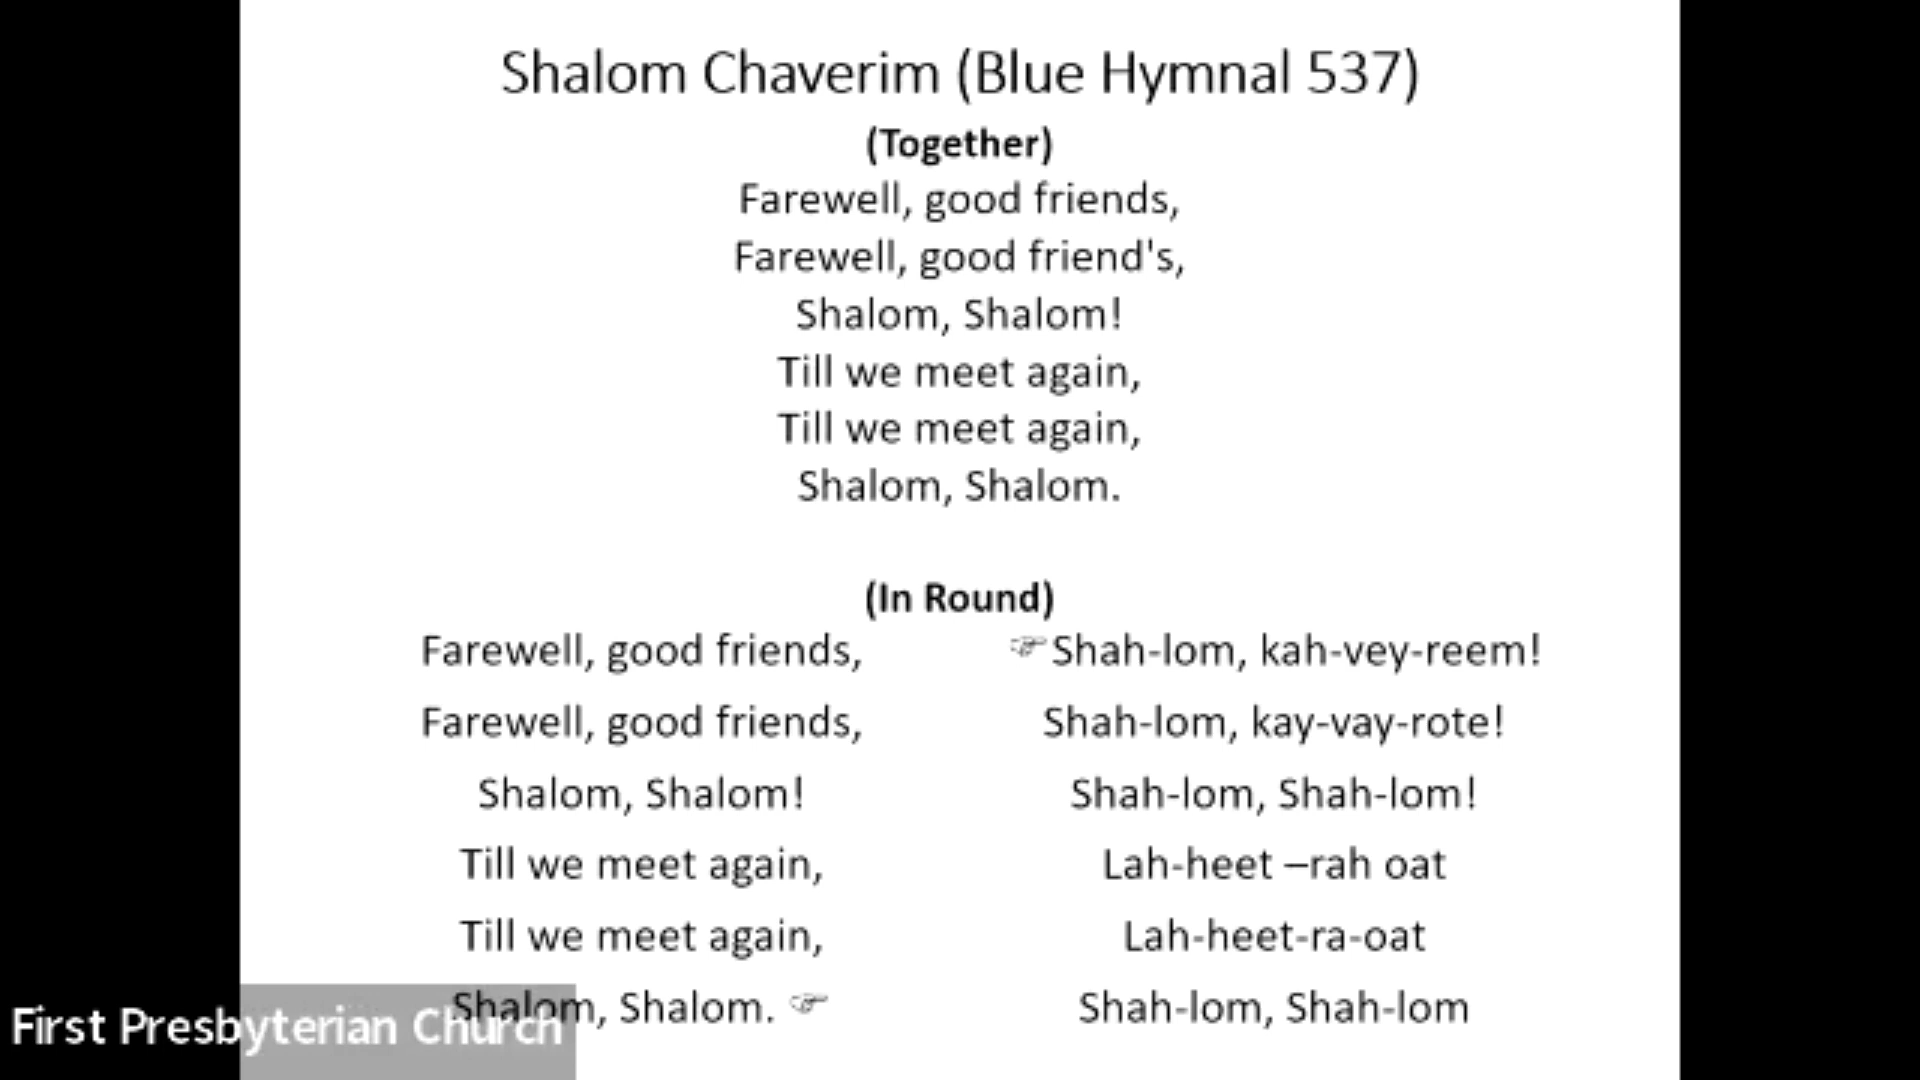 Shalom Chaverim (Blue Hymnal 537)
(Together)
Farewell, good friends,
Farewell, good friend's,
Shalom, Shalom!
Till we meet again,
Till we meet again,
Shalom, Shalom.
(In Round)
Farewell, good friends,
Farewell, good friends,
Shalom, Shalom!
Till we meet again,
Till we meet again,
Shalom, Shalom. ☞
☞Shah-lom, kah-vey-reem!
Shah-lom, kay-vay-rote!
Shah-lom, Shah-lom!
Lah-heet –rah oat
Lah-heet-ra-oat
Shah-lom, Shah-lom
First Presbyterian Church